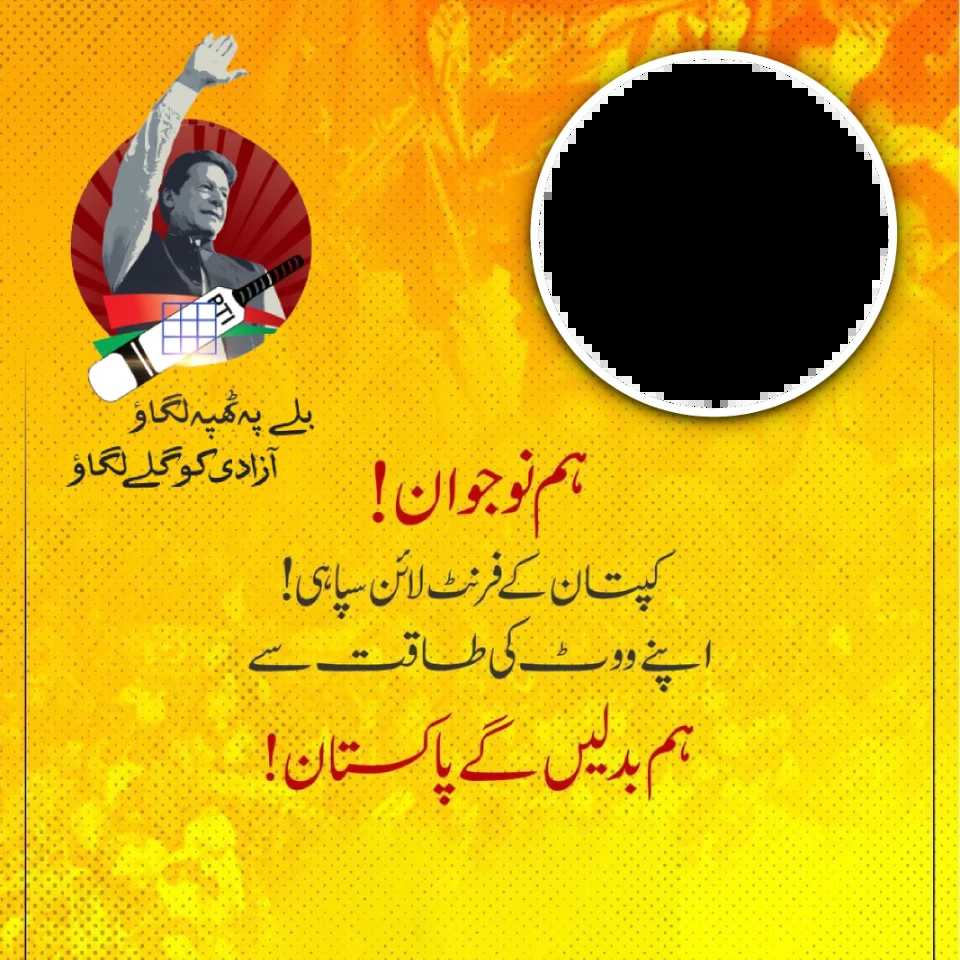 PTI
بلے پہ ٹھپہ لگاؤ
آزادی کو گلے لگاؤ
ہم نوجوان!
کپتان کے فرنٹ لائن سپاہی!
اپنے ووٹ کی طاقت سے
ہم بدلیں گے پاکستان!